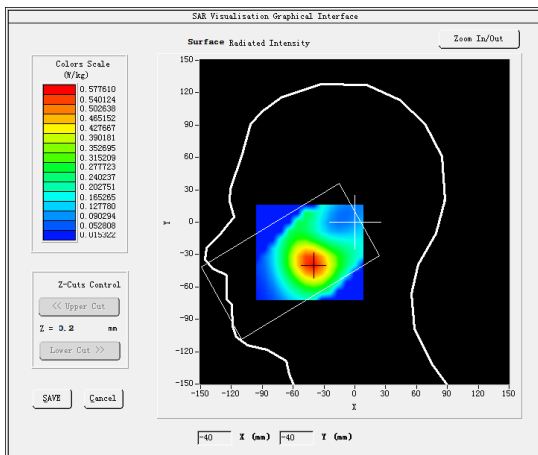 SAR Visualisation Graphical Interface
Surface Radiated Intensity
Zoom In/Out
Colors Scale
(W/kg)
0.577610
0.540124
0.502638
0.465152
0.427667
0.390181
0.352695
0.315209
0.277723
0.240237
0.202751
0.165265
0.127780
0.090294
0.052808
0.015322
Z-Cuts Control
<< Upper Cut
Z = 0.2 mm
Lower Cut >>
SAVE Cancel
150
120
90
60
30
0
-30
-60
-90
-120
-150
Y
-150 -120 -90 -60 -30 0 30 60 90 120 150
X
-40 X (mm) -40 Y (mm)